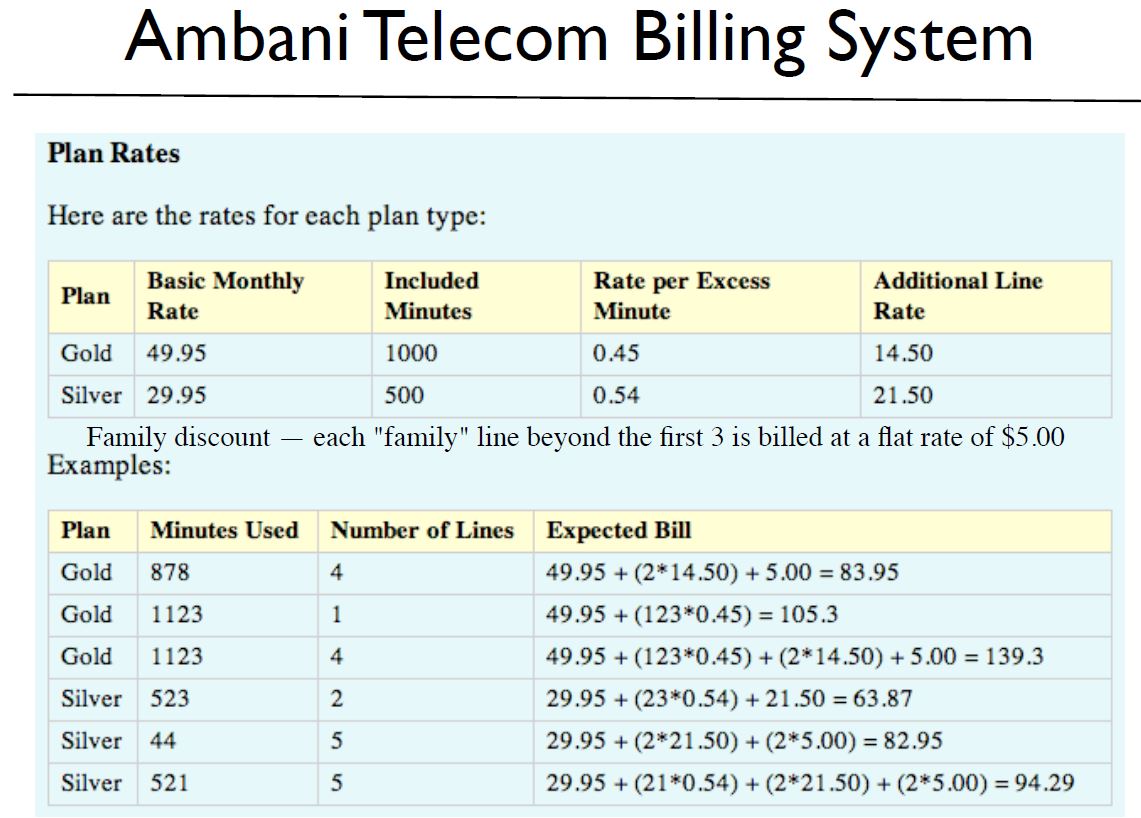 Ambani Telecom Billing System
Plan Rates
Here are the rates for each plan type:
Plan Basic Monthly Rate Included Minutes Rate per Excess Minute Additional Line Rate
Gold 49.95 1000 0.45 14.50
Silver 29.95 500 0.54 21.50
Family discount — each "family" line beyond the first 3 is billed at a flat rate of $5.00
Examples:
Plan Minutes Used Number of Lines Expected Bill
Gold 878 4 49.95 + (2*14.50) + 5.00 = 83.95
Gold 1123 1 49.95 + (123*0.45) = 105.3
Gold 1123 4 49.95 + (123*0.45) + (2*14.50) + 5.00 = 139.3
Silver 523 2 29.95 + (23*0.54) + 21.50 = 63.87
Silver 44 5 29.95 + (2*21.50) + (2*5.00) = 82.95
Silver 521 5 29.95 + (21*0.54) + (2*21.50) + (2*5.00) = 94.29